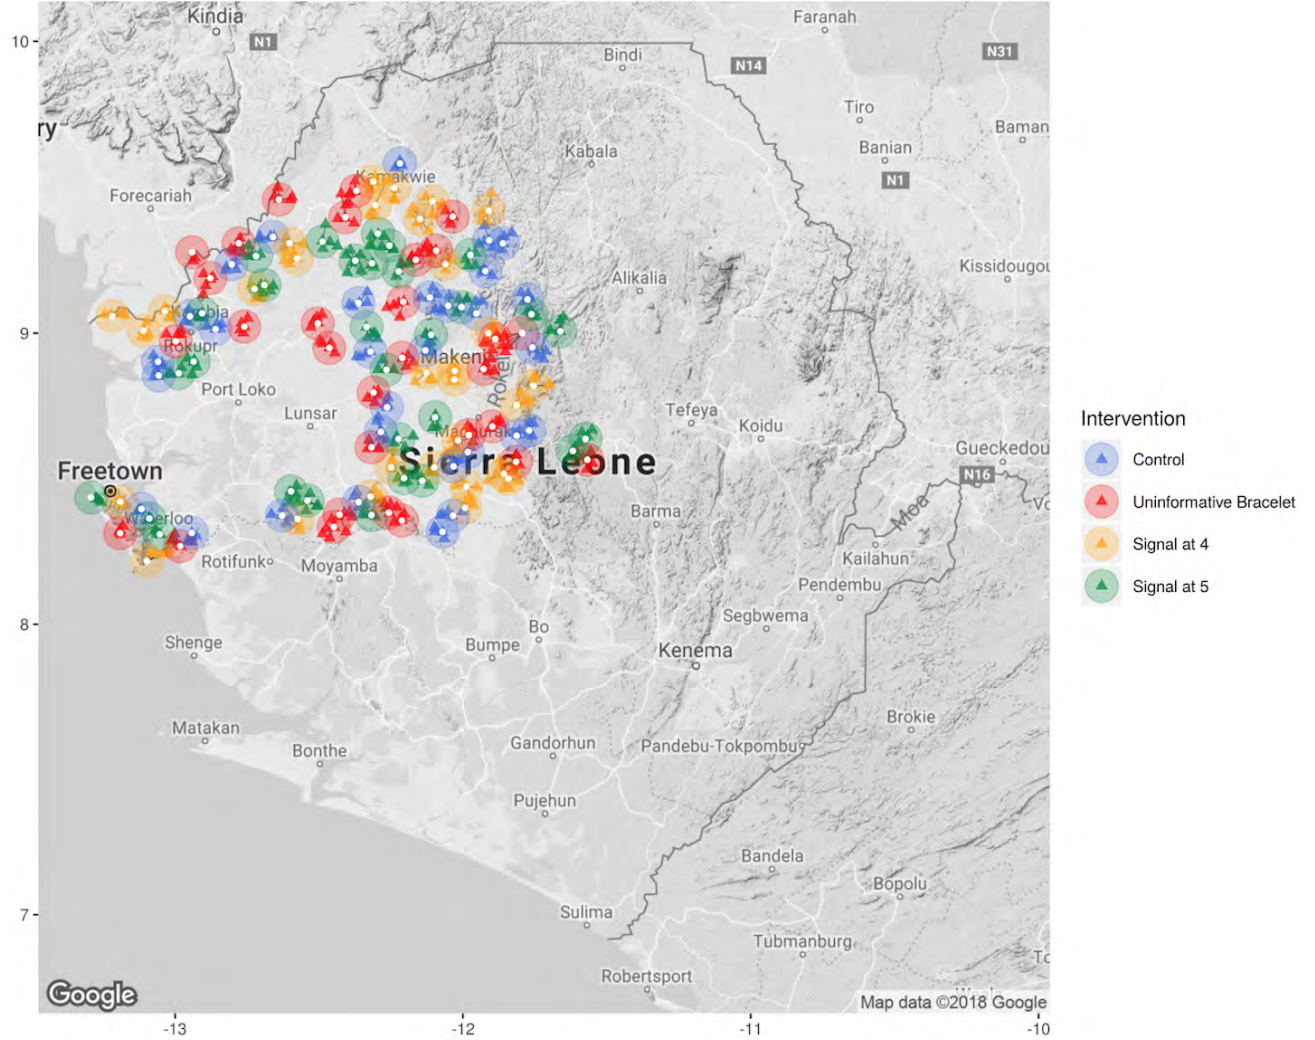 Kindia
Faranah
10
N1
N31
Bindi
N14
Tiro
ry
Baman
Kabala
Banian
Kamakwie
N1
Forecariah
Kissidougou
Alikalia
9
Rokupr
Makeni
Rokel
Port Loko
Tefeya
Lunsar
Koidu
Intervention
Magburak
Gueckedou
Control
Sierra Leone
Freetown
N16
Uninformative Bracelet
Barma
Moa
Waterloo
Signal at 4
Rotifunk
Kailahun
Moyamba
Pendembu
Signal at 5
8
Segbwema
Bo
Shenge
Bumpe
Kenema
Matakan
Brokie
Bonthe
Gandorhun
Pandebu-Tokpombu
Pujehun
Bandela
Bopolu
7
Sulima
Tubmanburg
To
Robertsport
Google
Map data ©2018 Google
-13
-12
-11
-10